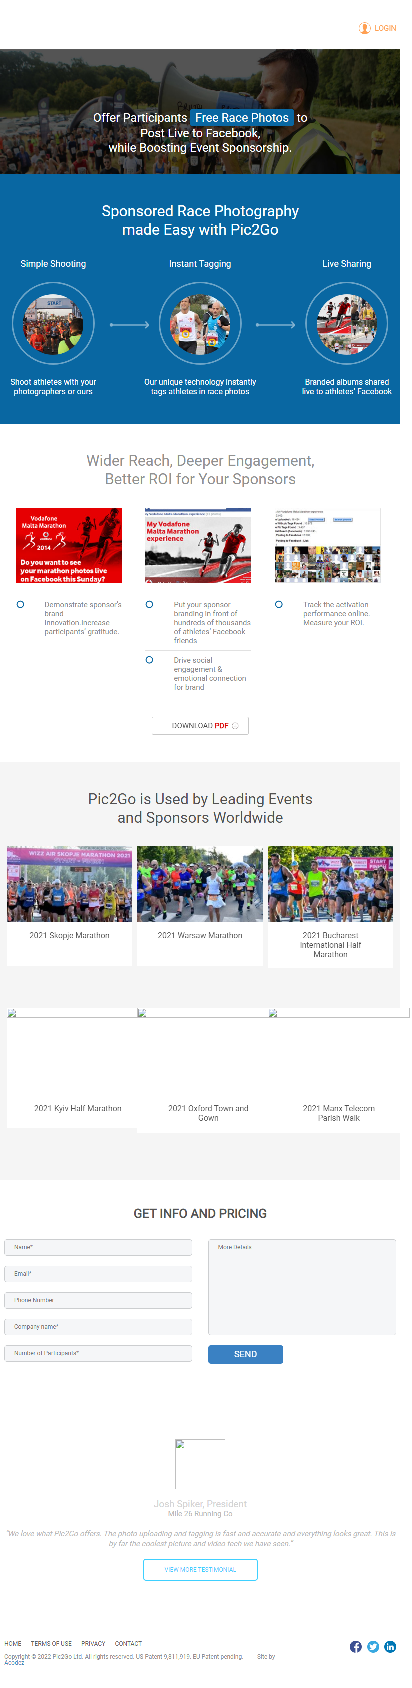 LOGIN
Offer Participants Free Race Photos to
Post Live to Facebook,
while Boosting Event Sponsorship.
Sponsored Race Photography
made Easy with Pic2Go
Simple Shooting
Instant Tagging
Live Sharing
START
Shoot athletes with your
photographers or ours
Our unique technology instantly
tags athletes in race photos
Branded albums shared
live to athletes' Facebook
Wider Reach, Deeper Engagement,
Better ROI for Your Sponsors
Vodafone
Malta Marathon
2014
Do you want to see
your marathon photos live
on Facebook this Sunday?
My Vodafone
Malta Marathon
experience
Demonstrate sponsor's
brand
innovation.Increase
participants' gratitude.
Put your sponsor
branding in front of
hundreds of thousands
of athletes' Facebook
friends
Drive social
engagement &
emotional connection
for brand
Track the activation
performance online.
Measure your ROI.
DOWNLOAD PDF
Pic2Go is Used by Leading Events
and Sponsors Worldwide
WIZZ AIR SKOPJE MARATHON 2021
START
2021 Skopje Marathon
2021 Warsaw Marathon
2021 Bucharest
International Half
Marathon
2021 Kyiv Half Marathon
2021 Oxford Town and
Gown
2021 Manx Telecom
Parish Walk
GET INFO AND PRICING
Name*
Email*
Phone Number
Company name*
Number of Participants*
More Details
SEND
Josh Spiker, President
Mile 26 Running Co
"We love what Pic2Go offers. The photo uploading and tagging is fast and accurate and everything looks great. This is
by far the coolest picture and video tech we have seen."
VIEW MORE TESTIMONIAL
HOME TERMS OF USE PRIVACY CONTACT
Copyright © 2022 Pic2Go Ltd. All rights reserved. US Patent 9,811,919. EU Patent pending. Site by